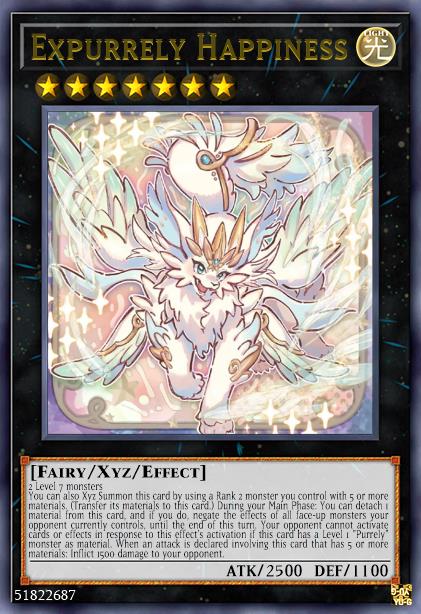 Expurrely Happiness
LIGHT
光
[Fairy/Xyz/Effect]
2 Level 7 monsters
You can also Xyz Summon this card by using a Rank 2 monster you control with 5 or more
materials. (Transfer its materials to this card.) During your Main Phase: You can detach 1
material from this card, and if you do, negate the effects of all face-up monsters your
opponent currently controls, until the end of this turn. Your opponent cannot activate
cards or effects in response to this effect's activation if this card has a Level 1 "Purrely"
monster as material. When an attack is declared involving this card that has 5 or more
materials: Inflict 1500 damage to your opponent.
ATK/2500 DEF/1100
51822687